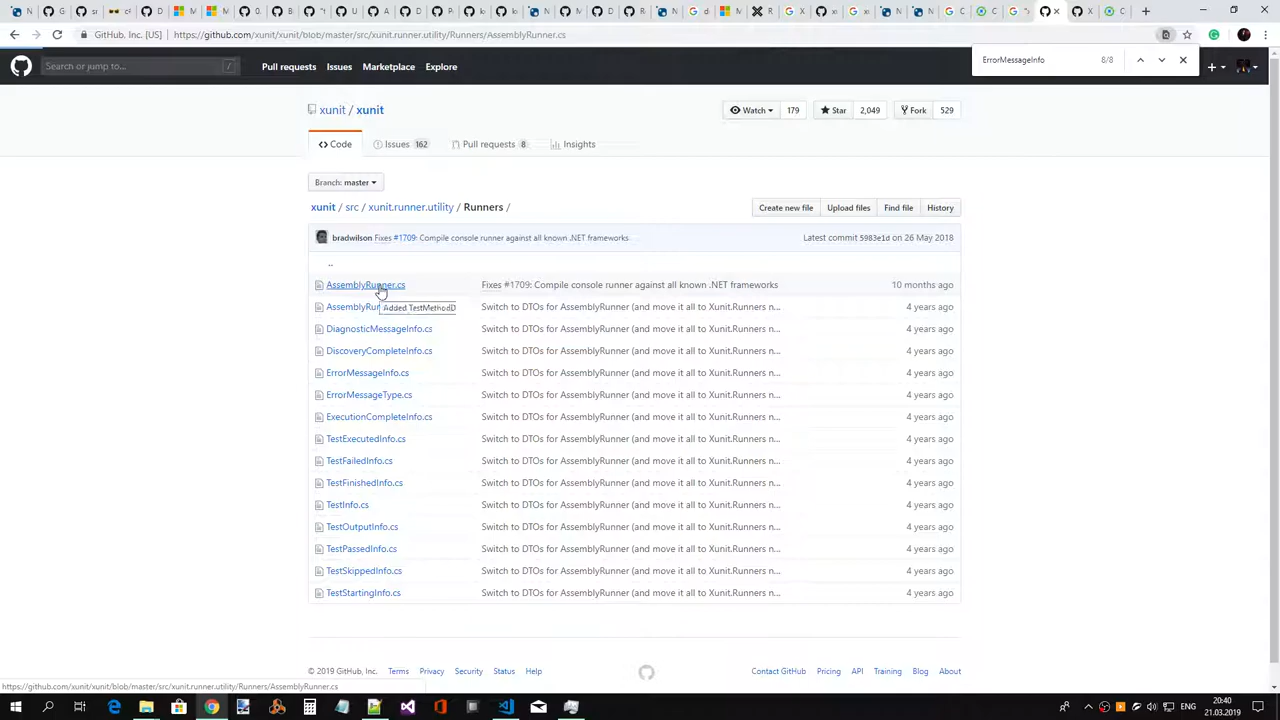 GitHub, Inc. [US] | https://github.com/xunit/xunit/blob/master/src/xunit.runner.utility/Runners/AssemblyRunner.cs
ErrorMessageInfo 8/8
Search or jump to... / Pull requests Issues Marketplace Explore
xunit / xunit Watch 179 Star 2,049 Fork 529
Code Issues 162 Pull requests 8 Insights
Branch: master
xunit / src / xunit.runner.utility / Runners / Create new file Upload files Find file History
bradwilson Fixes #1709: Compile console runner against all known .NET frameworks Latest commit 5983e1d on 26 May 2018
..
AssemblyRunner.cs Fixes #1709: Compile console runner against all known .NET frameworks 10 months ago
AssemblyRun Switch to DTOs for AssemblyRunner (and move it all to Xunit.Runners n... 4 years ago
Added TestMethodD
DiagnosticMessageInfo.cs Switch to DTOs for AssemblyRunner (and move it all to Xunit.Runners n... 4 years ago
DiscoveryCompleteInfo.cs Switch to DTOs for AssemblyRunner (and move it all to Xunit.Runners n... 4 years ago
ErrorMessageInfo.cs Switch to DTOs for AssemblyRunner (and move it all to Xunit.Runners n... 4 years ago
ErrorMessageType.cs Switch to DTOs for AssemblyRunner (and move it all to Xunit.Runners n... 4 years ago
ExecutionCompleteInfo.cs Switch to DTOs for AssemblyRunner (and move it all to Xunit.Runners n... 4 years ago
TestExecutedInfo.cs Switch to DTOs for AssemblyRunner (and move it all to Xunit.Runners n... 4 years ago
TestFailedInfo.cs Switch to DTOs for AssemblyRunner (and move it all to Xunit.Runners n... 4 years ago
TestFinishedInfo.cs Switch to DTOs for AssemblyRunner (and move it all to Xunit.Runners n... 4 years ago
TestInfo.cs Switch to DTOs for AssemblyRunner (and move it all to Xunit.Runners n... 4 years ago
TestOutputInfo.cs Switch to DTOs for AssemblyRunner (and move it all to Xunit.Runners n... 4 years ago
TestPassedInfo.cs Switch to DTOs for AssemblyRunner (and move it all to Xunit.Runners n... 4 years ago
TestSkippedInfo.cs Switch to DTOs for AssemblyRunner (and move it all to Xunit.Runners n... 4 years ago
TestStartingInfo.cs Switch to DTOs for AssemblyRunner (and move it all to Xunit.Runners n... 4 years ago
© 2019 GitHub, Inc. Terms Privacy Security Status Help Contact GitHub Pricing API Training Blog About
https://github.com/xunit/xunit/blob/master/src/xunit.runner.utility/Runners/AssemblyRunner.cs
ENG 20:40
21.03.2019